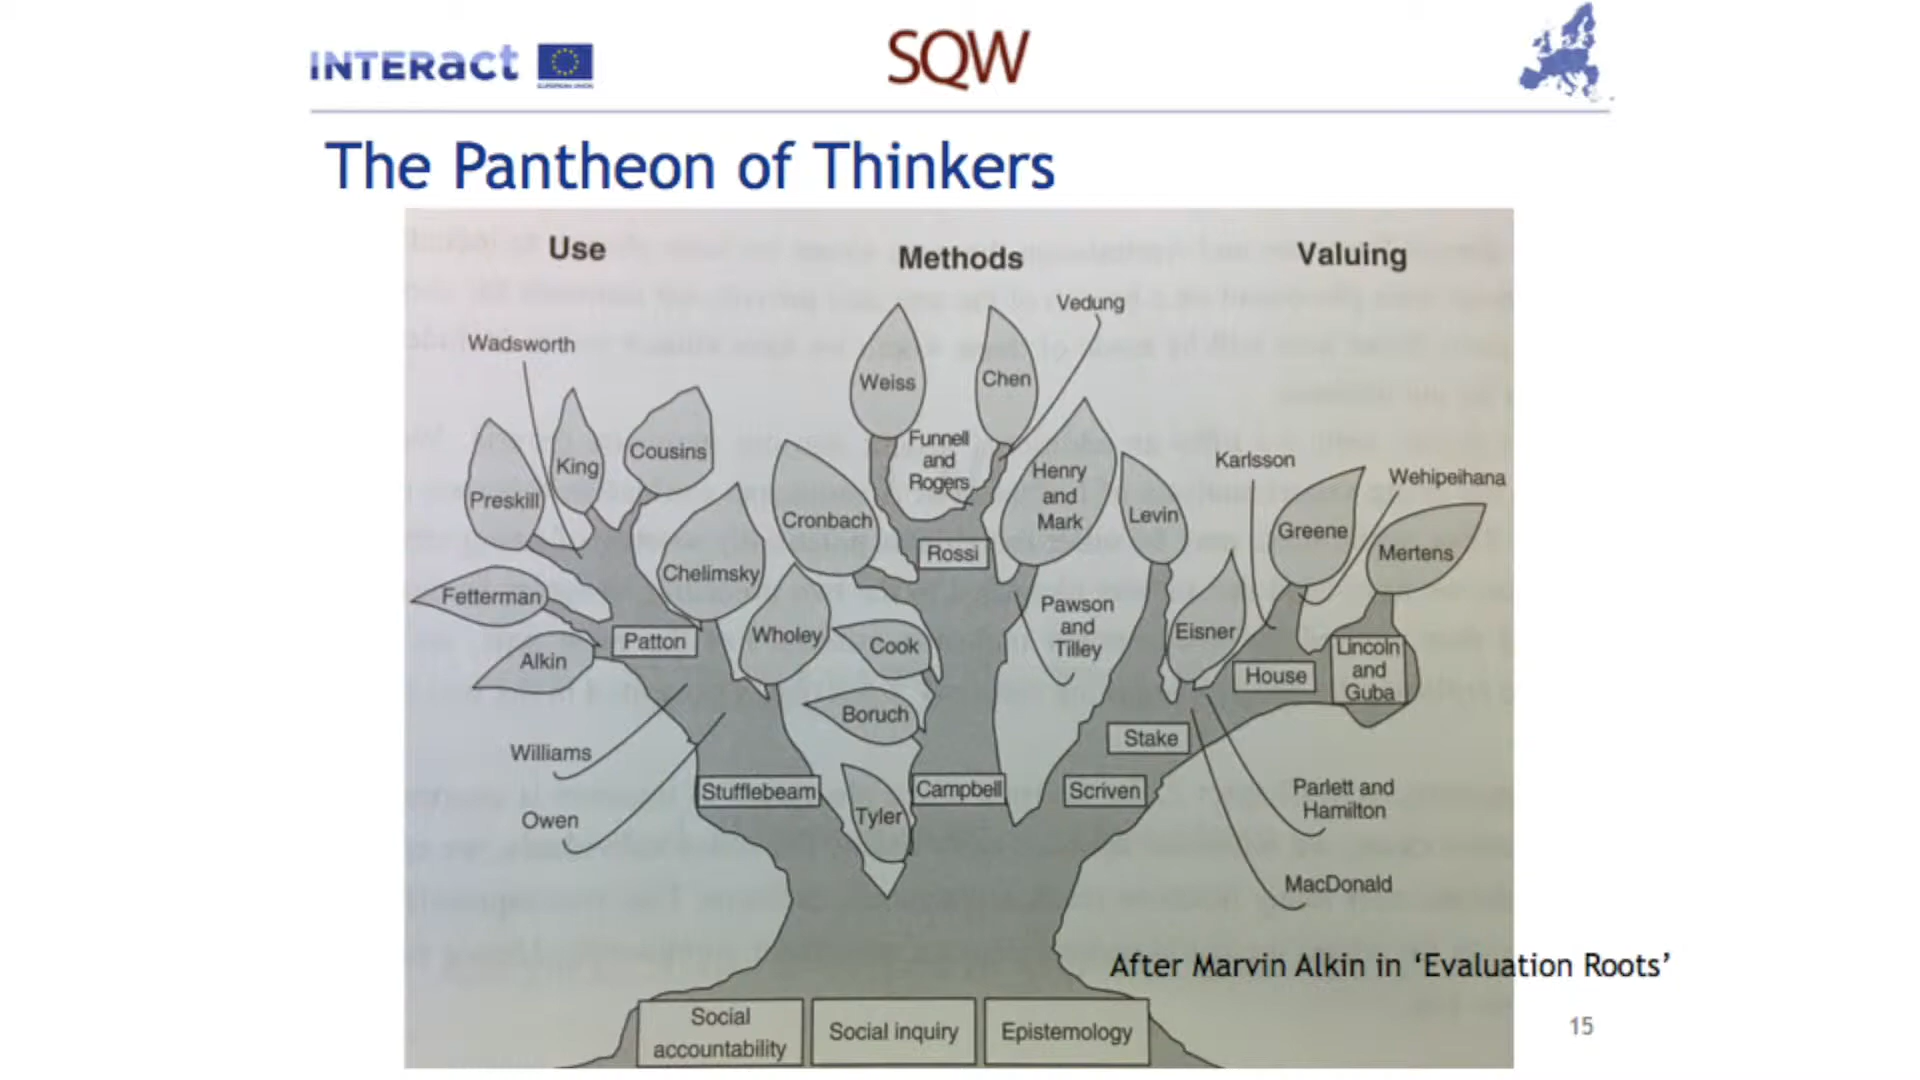 INTERact
EUROPEAN UNION
SQW
The Pantheon of Thinkers
Use
Methods
Valuing
Vedung
Wadsworth
Weiss
Chen
Funnell
and
Rogers
King
Cousins
Preskill
Cronbach
Henry
and
Mark
Levin
Karlsson
Wehipeihana
Greene
Mertens
Rossi
Chelimsky
Fetterman
Patton
Wholey
Cook
Pawson
and
Tilley
Eisner
Alkin
House
Lincoln
and
Guba
Boruch
Stake
Williams
Stufflebeam
Campbell
Scriven
Parlett and
Hamilton
Tyler
Owen
MacDonald
After Marvin Alkin in ‘Evaluation Roots’
Social
accountability
Social inquiry
Epistemology
15